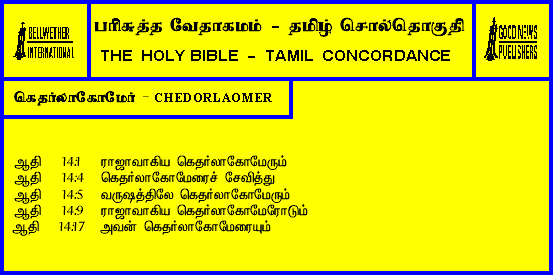 BELLWETHER
INTERNATIONAL
பரிசுத்த வேதாகமம் - தமிழ் சொல்தொகுதி
THE HOLY BIBLE - TAMIL CONCORDANCE
GOOD NEWS
PUBLISHERS
கெதர்லாகோமேர் - CHEDORLAOMER
ஆதி 14:1 ராஜாவாகிய கெதர்லாகோமேரும்
ஆதி 14:4 கெதர்லாகோமேரைச் சேவித்து
ஆதி 14:5 வருஷத்திலே கெதர்லாகோமேரும்
ஆதி 14:9 ராஜாவாகிய கெதர்லாகோமேரோடும்
ஆதி 14:17 அவன் கெதர்லாகோமேரையும்